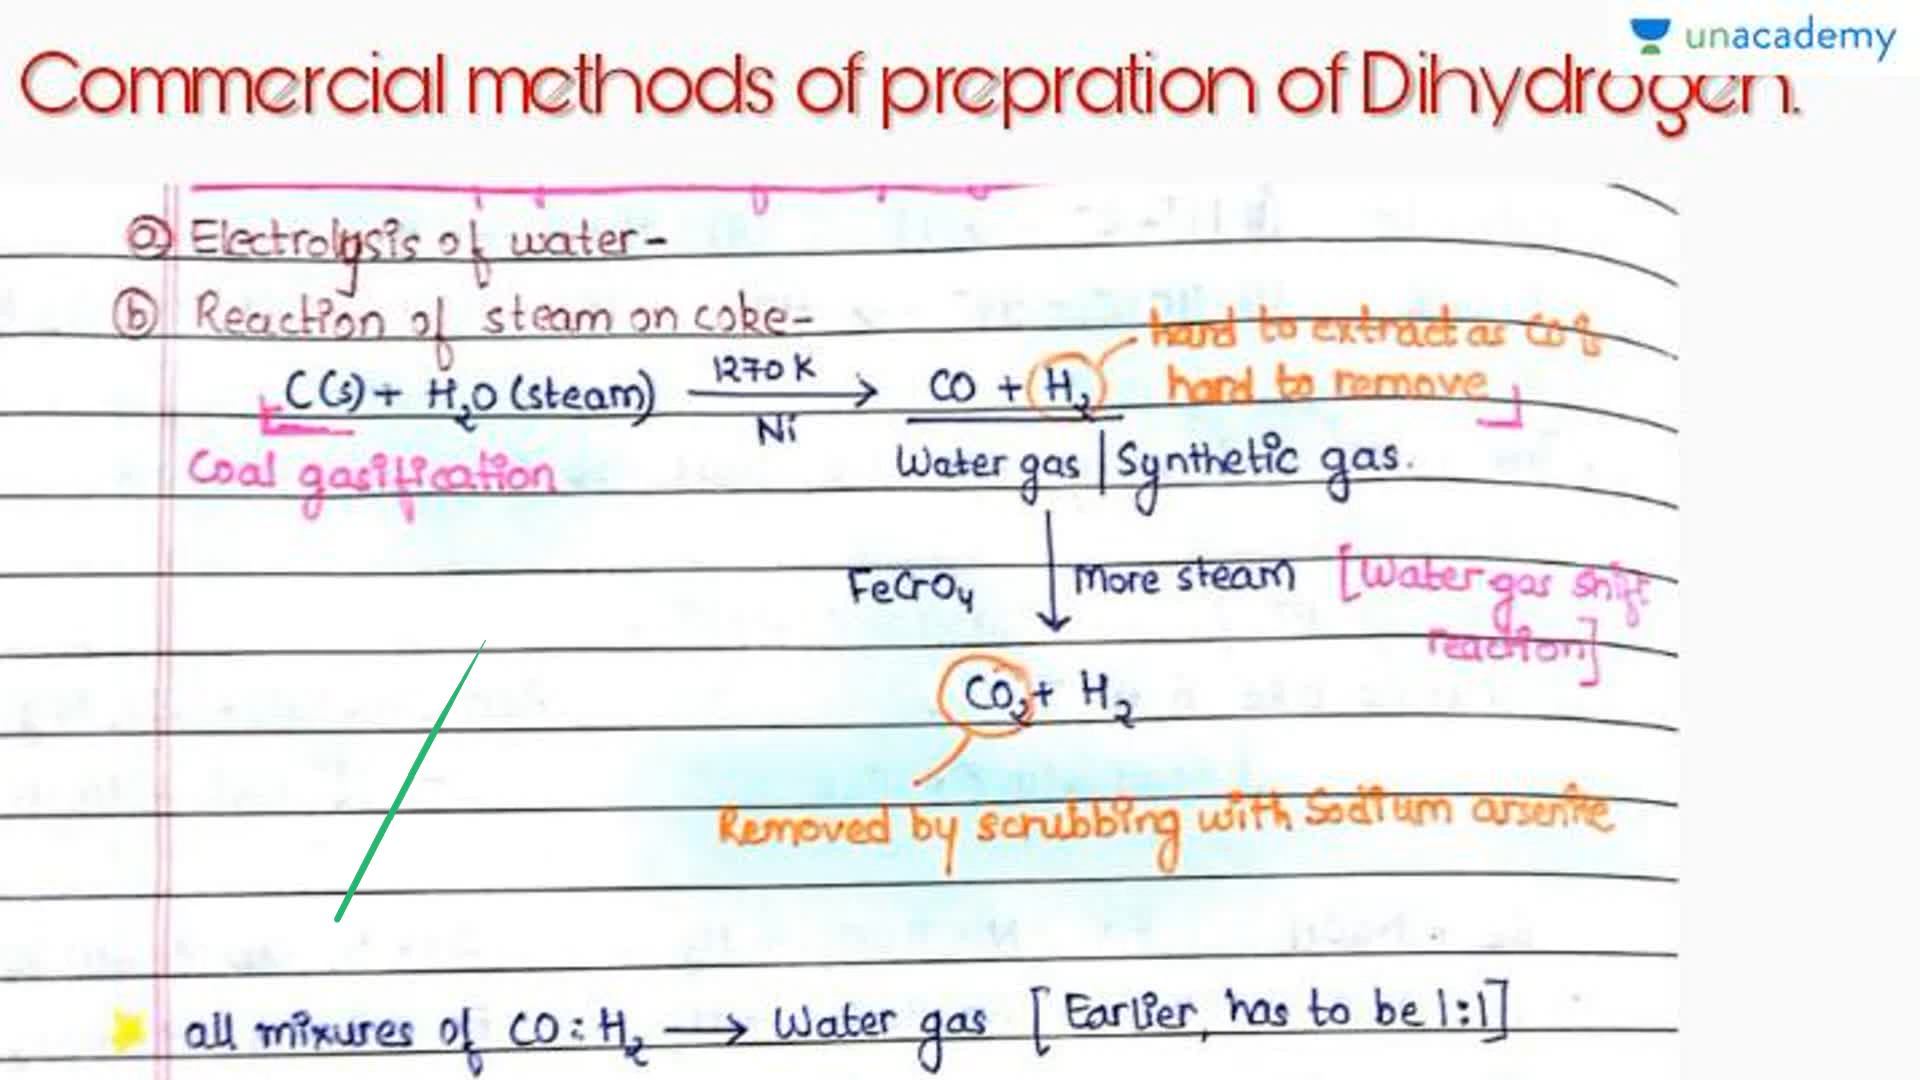 unacademy
Commercial methods of prepration of Dihydrogen.
ⓐ Electrolysis of water-
ⓑ Reaction of steam on coke-
hard to extract as CO is
hard to remove
C(s) + H₂O (steam) 1270 K Ni → CO + H₂
Coal gasification
Water gas | Synthetic gas.
FeCrO₄ ↓ More steam [Water gas shift
reaction]
CO₂ + H₂
Removed by scrubbing with Sodium arsenite
all mixures of CO:H₂ → Water gas [Earlier, has to be 1:1]